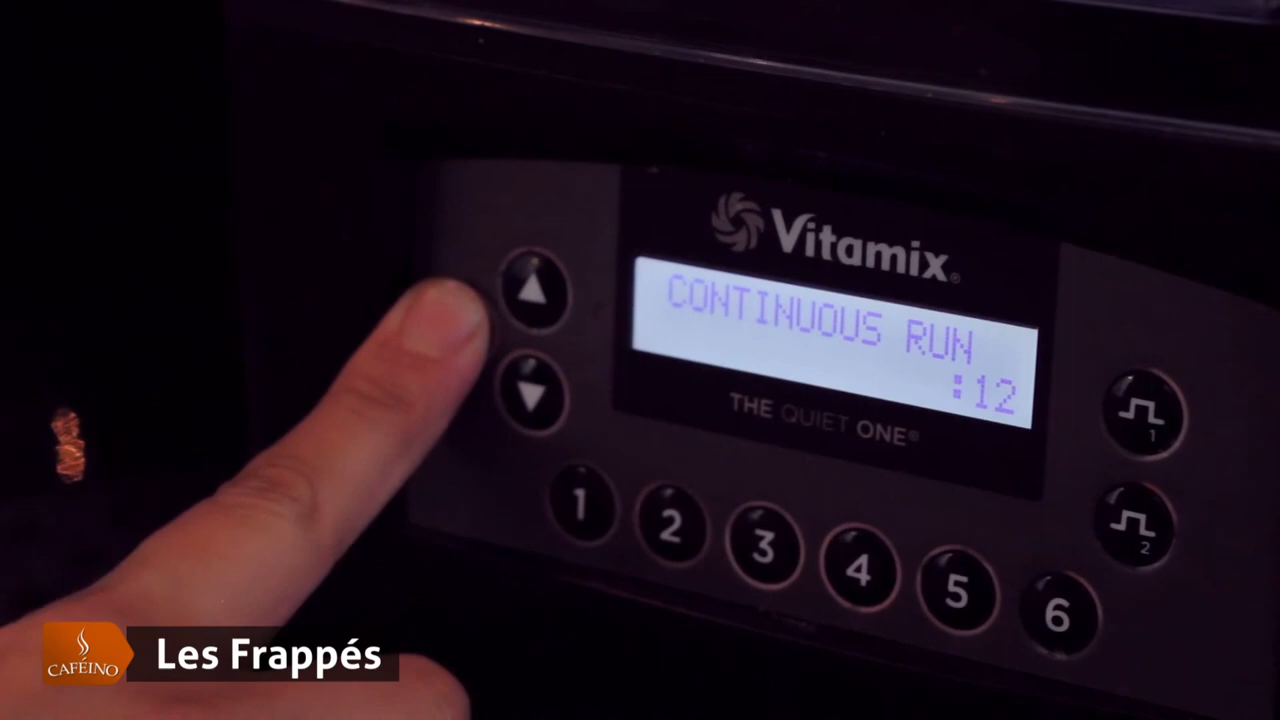 Vitamix®
CONTINUOUS RUN
:12
THE QUIET ONE®
1
2
3
4
5
6
1
2
CAFÉINO
Les Frappés